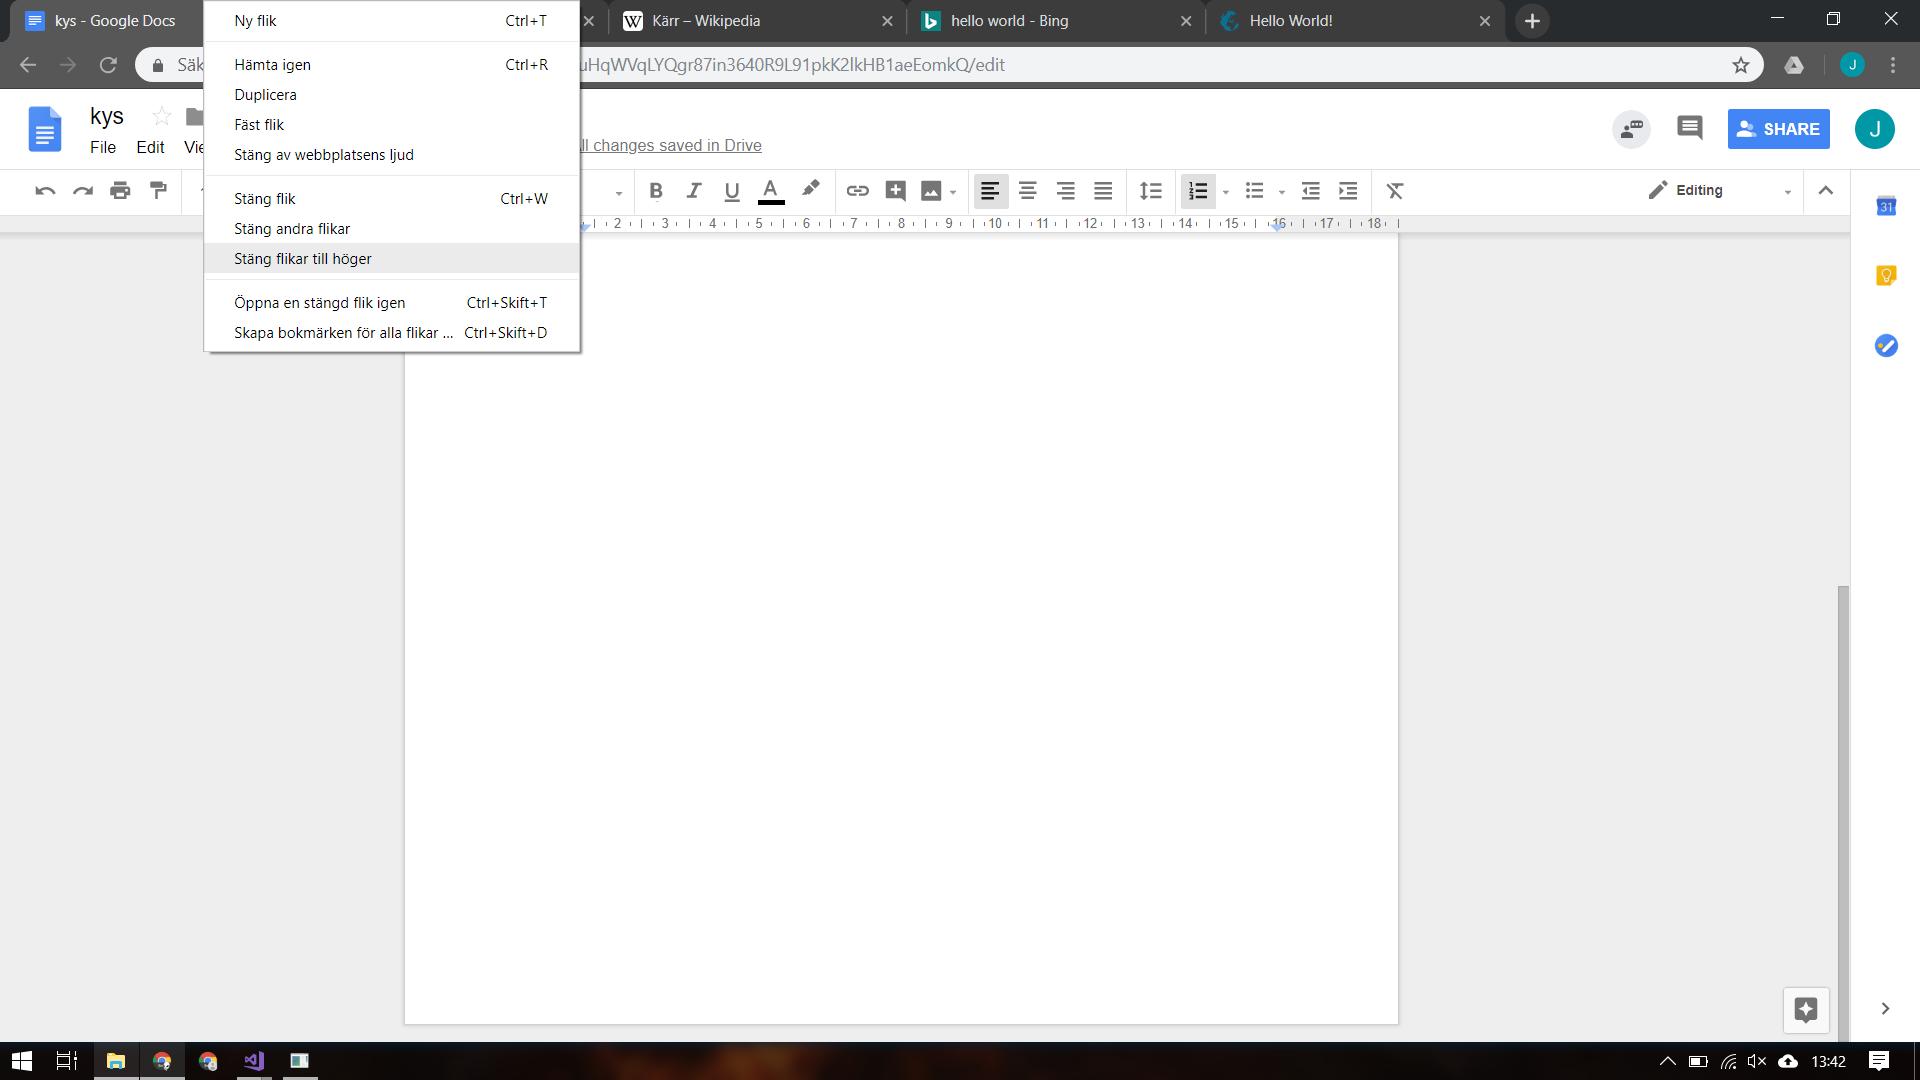 kys - Google Docs
Kärr – Wikipedia
hello world - Bing
Hello World!
Ny flik Ctrl+T
Hämta igen Ctrl+R
Duplicera
Fäst flik
Stäng av webbplatsens ljud
Stäng flik Ctrl+W
Stäng andra flikar
Stäng flikar till höger
Öppna en stängd flik igen Ctrl+Skift+T
Skapa bokmärken för alla flikar ... Ctrl+Skift+D
Säk
uHqWVqLYQgr87in3640R9L91pkK2lkHB1aeEomkQ/edit
J
kys
File Edit Vie
ll changes saved in Drive
SHARE
J
B I U A
Editing
2 3 4 5 6 7 8 9 10 11 12 13 14 15 16 17 18
31
13:42